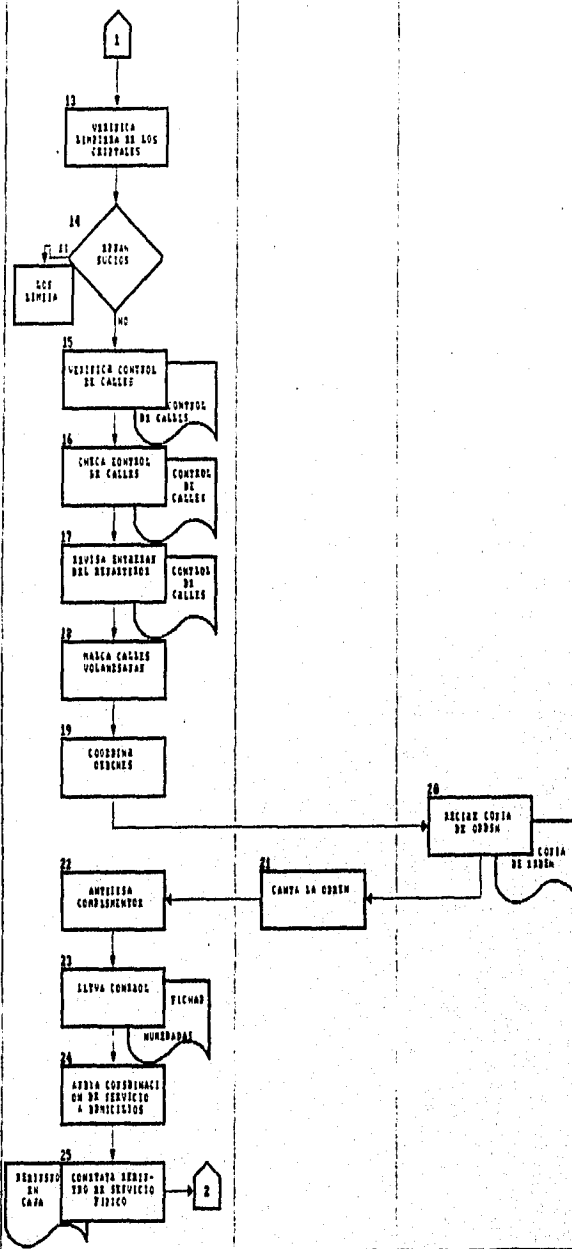 1
13
VERIFICA
LIMPIEZA DE LOS
CRISTALES
14
ESTAN
SUCIOS
SI
LOS
LIMPIA
NO
15
VERIFICA CONTROL
DE CALLES
CONTROL
DE CALLES
16
CHECA CONTROL
DE CALLES
CONTROL
DE
CALLES
17
REVISA ENTREGAS
DEL REPARTIDOR
CONTROL
DE
CALLES
18
MARCA CALLES
VOLANTEADAS
19
COORDINA
ORDENES
20
RECIBE COPIA
DE ORDEN
COPIA
DE ORDEN
21
CANTA LA ORDEN
22
ANTICIPA
COMPLEMENTOS
23
LLEVA CONTROL
FICHAS
NUMERADAS
24
COORDINACI
ON DE SERVICIO
A DOMICILIOS
25
CONSTATA REGIS-
TRO DE SERVICIO
TIPICO
REGISTRO
EN
CAJA
2